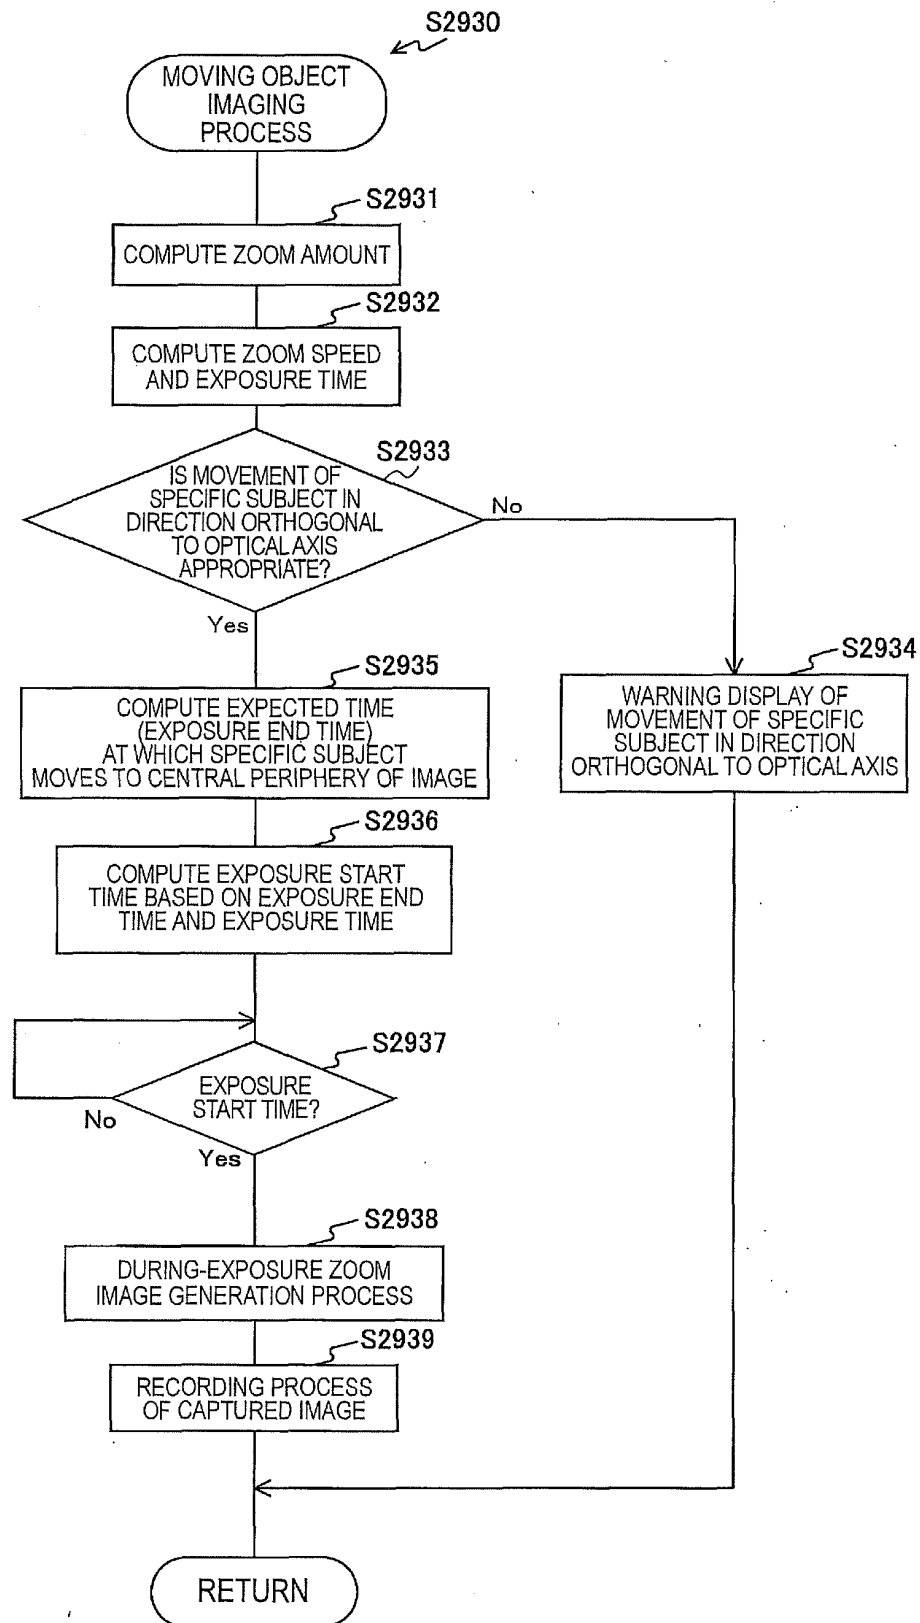 S2930
MOVING OBJECT
IMAGING
PROCESS
S2931
COMPUTE ZOOM AMOUNT
S2932
COMPUTE ZOOM SPEED
AND EXPOSURE TIME
S2933
IS MOVEMENT OF
SPECIFIC SUBJECT IN
DIRECTION ORTHOGONAL
TO OPTICAL AXIS
APPROPRIATE?
No
Yes
S2934
WARNING DISPLAY OF
MOVEMENT OF SPECIFIC
SUBJECT IN DIRECTION
ORTHOGONAL TO OPTICAL AXIS
S2935
COMPUTE EXPECTED TIME
(EXPOSURE END TIME)
AT WHICH SPECIFIC SUBJECT
MOVES TO CENTRAL PERIPHERY OF IMAGE
S2936
COMPUTE EXPOSURE START
TIME BASED ON EXPOSURE END
TIME AND EXPOSURE TIME
S2937
EXPOSURE
START TIME?
No
Yes
S2938
DURING-EXPOSURE ZOOM
IMAGE GENERATION PROCESS
S2939
RECORDING PROCESS
OF CAPTURED IMAGE
RETURN